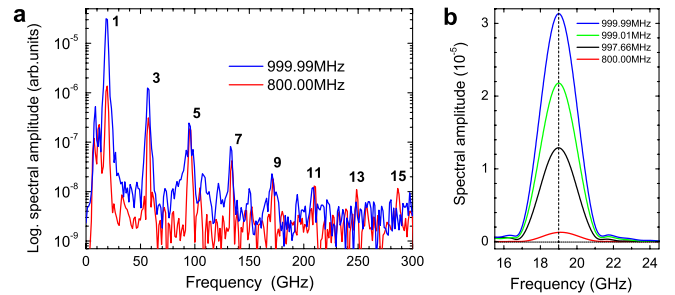 a
Log. spectral amplitude (arb.units)
10^-5
10^-6
10^-7
10^-8
10^-9
1
3
5
7
9
11
13
15
999.99MHz
800.00MHz
0
50
100
150
200
250
300
Frequency (GHz)
b
Spectral amplitude (10^-5)
3
2
1
0
999.99MHz
999.01MHz
997.66MHz
800.00MHz
16
18
20
22
24
Frequency (GHz)